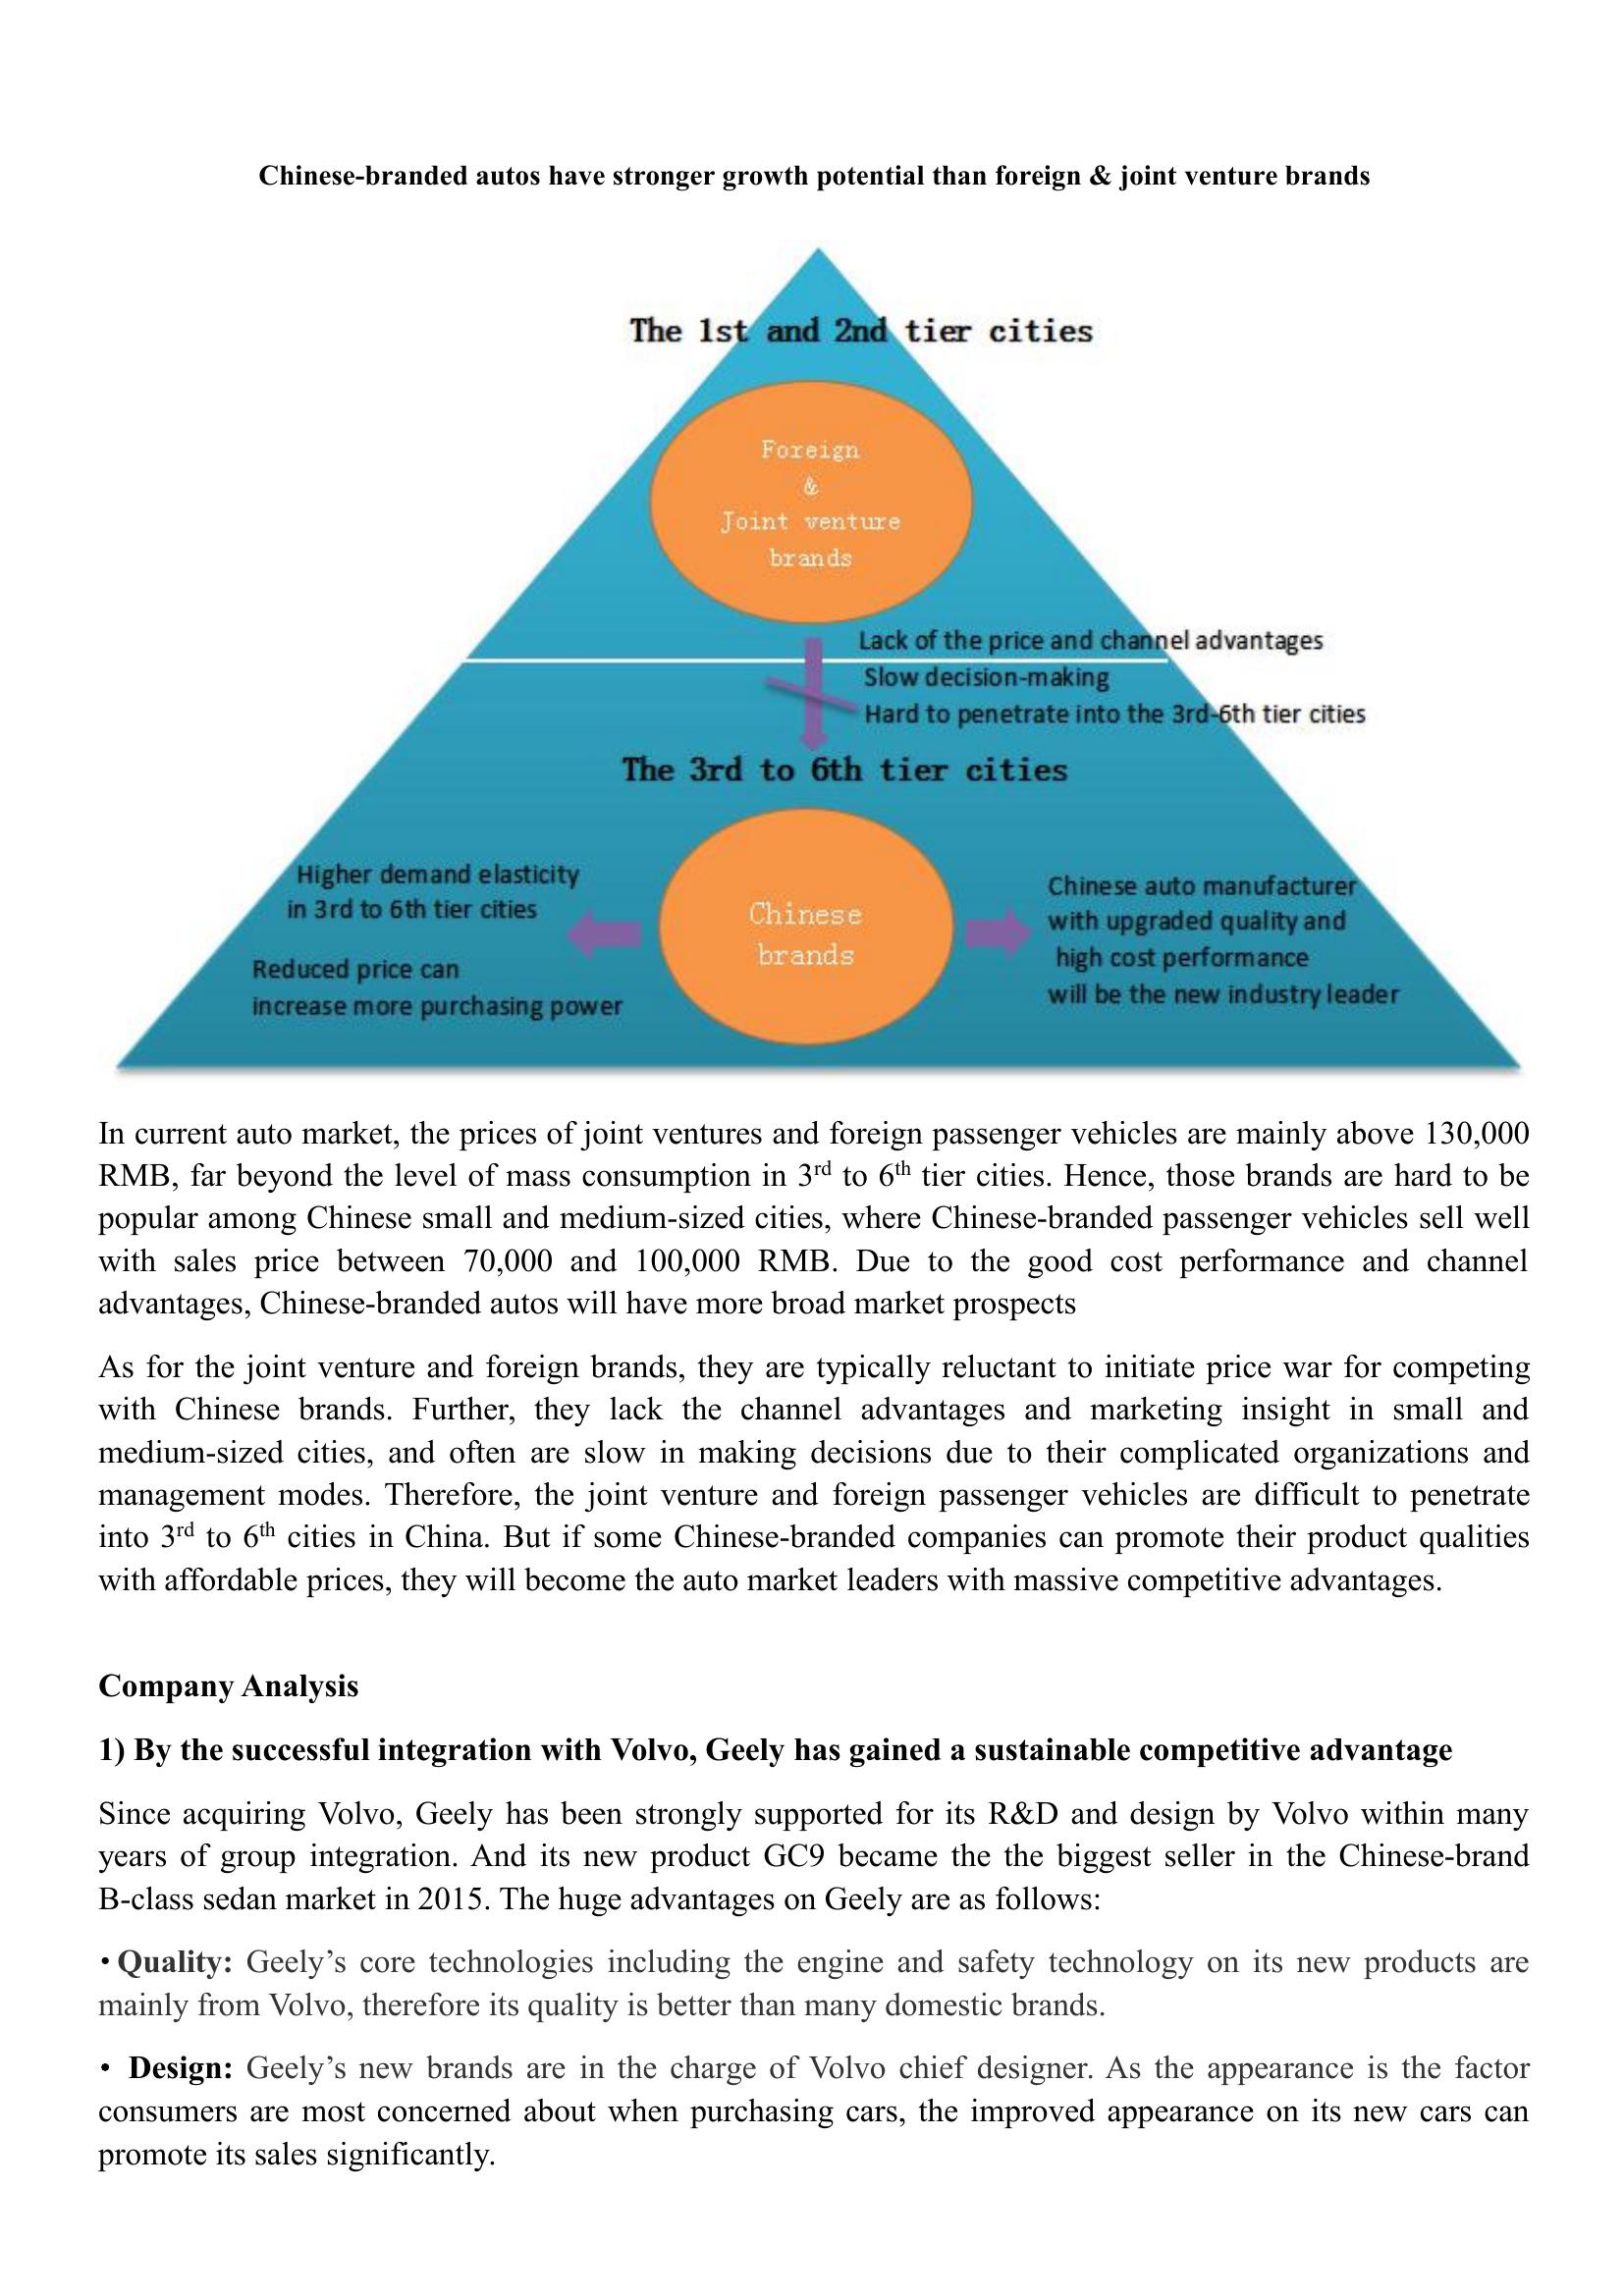 Chinese-branded autos have stronger growth potential than foreign & joint venture brands
The 1st and 2nd tier cities
Foreign
&
Joint venture
brands
Lack of the price and channel advantages
Slow decision-making
Hard to penetrate into the 3rd-6th tier cities
The 3rd to 6th tier cities
Higher demand elasticity
in 3rd to 6th tier cities
Reduced price can
increase more purchasing power
Chinese
brands
Chinese auto manufacturer
with upgraded quality and
high cost performance
will be the new industry leader
In current auto market, the prices of joint ventures and foreign passenger vehicles are mainly above 130,000
RMB, far beyond the level of mass consumption in 3rd to 6th tier cities. Hence, those brands are hard to be
popular among Chinese small and medium-sized cities, where Chinese-branded passenger vehicles sell well
with sales price between 70,000 and 100,000 RMB. Due to the good cost performance and channel
advantages, Chinese-branded autos will have more broad market prospects
As for the joint venture and foreign brands, they are typically reluctant to initiate price war for competing
with Chinese brands. Further, they lack the channel advantages and marketing insight in small and
medium-sized cities, and often are slow in making decisions due to their complicated organizations and
management modes. Therefore, the joint venture and foreign passenger vehicles are difficult to penetrate
into 3rd to 6th cities in China. But if some Chinese-branded companies can promote their product qualities
with affordable prices, they will become the auto market leaders with massive competitive advantages.
Company Analysis
1) By the successful integration with Volvo, Geely has gained a sustainable competitive advantage
Since acquiring Volvo, Geely has been strongly supported for its R&D and design by Volvo within many
years of group integration. And its new product GC9 became the the biggest seller in the Chinese-brand
B-class sedan market in 2015. The huge advantages on Geely are as follows:
• Quality: Geely’s core technologies including the engine and safety technology on its new products are
mainly from Volvo, therefore its quality is better than many domestic brands.
• Design: Geely’s new brands are in the charge of Volvo chief designer. As the appearance is the factor
consumers are most concerned about when purchasing cars, the improved appearance on its new cars can
promote its sales significantly.